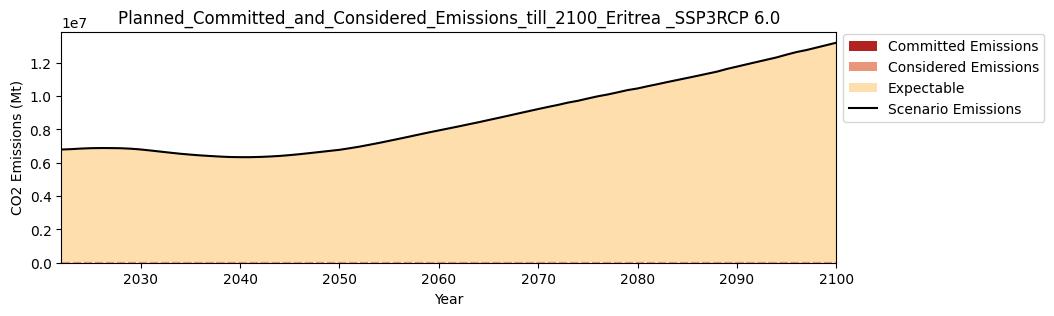 Planned_Committed_and_Considered_Emissions_till_2100_Eritrea _SSP3RCP 6.0
1e7
Committed Emissions
Considered Emissions
Expectable
Scenario Emissions
CO2 Emissions (Mt)
1.2
1.0
0.8
0.6
0.4
0.2
0.0
2030 2040 2050 2060 2070 2080 2090 2100
Year